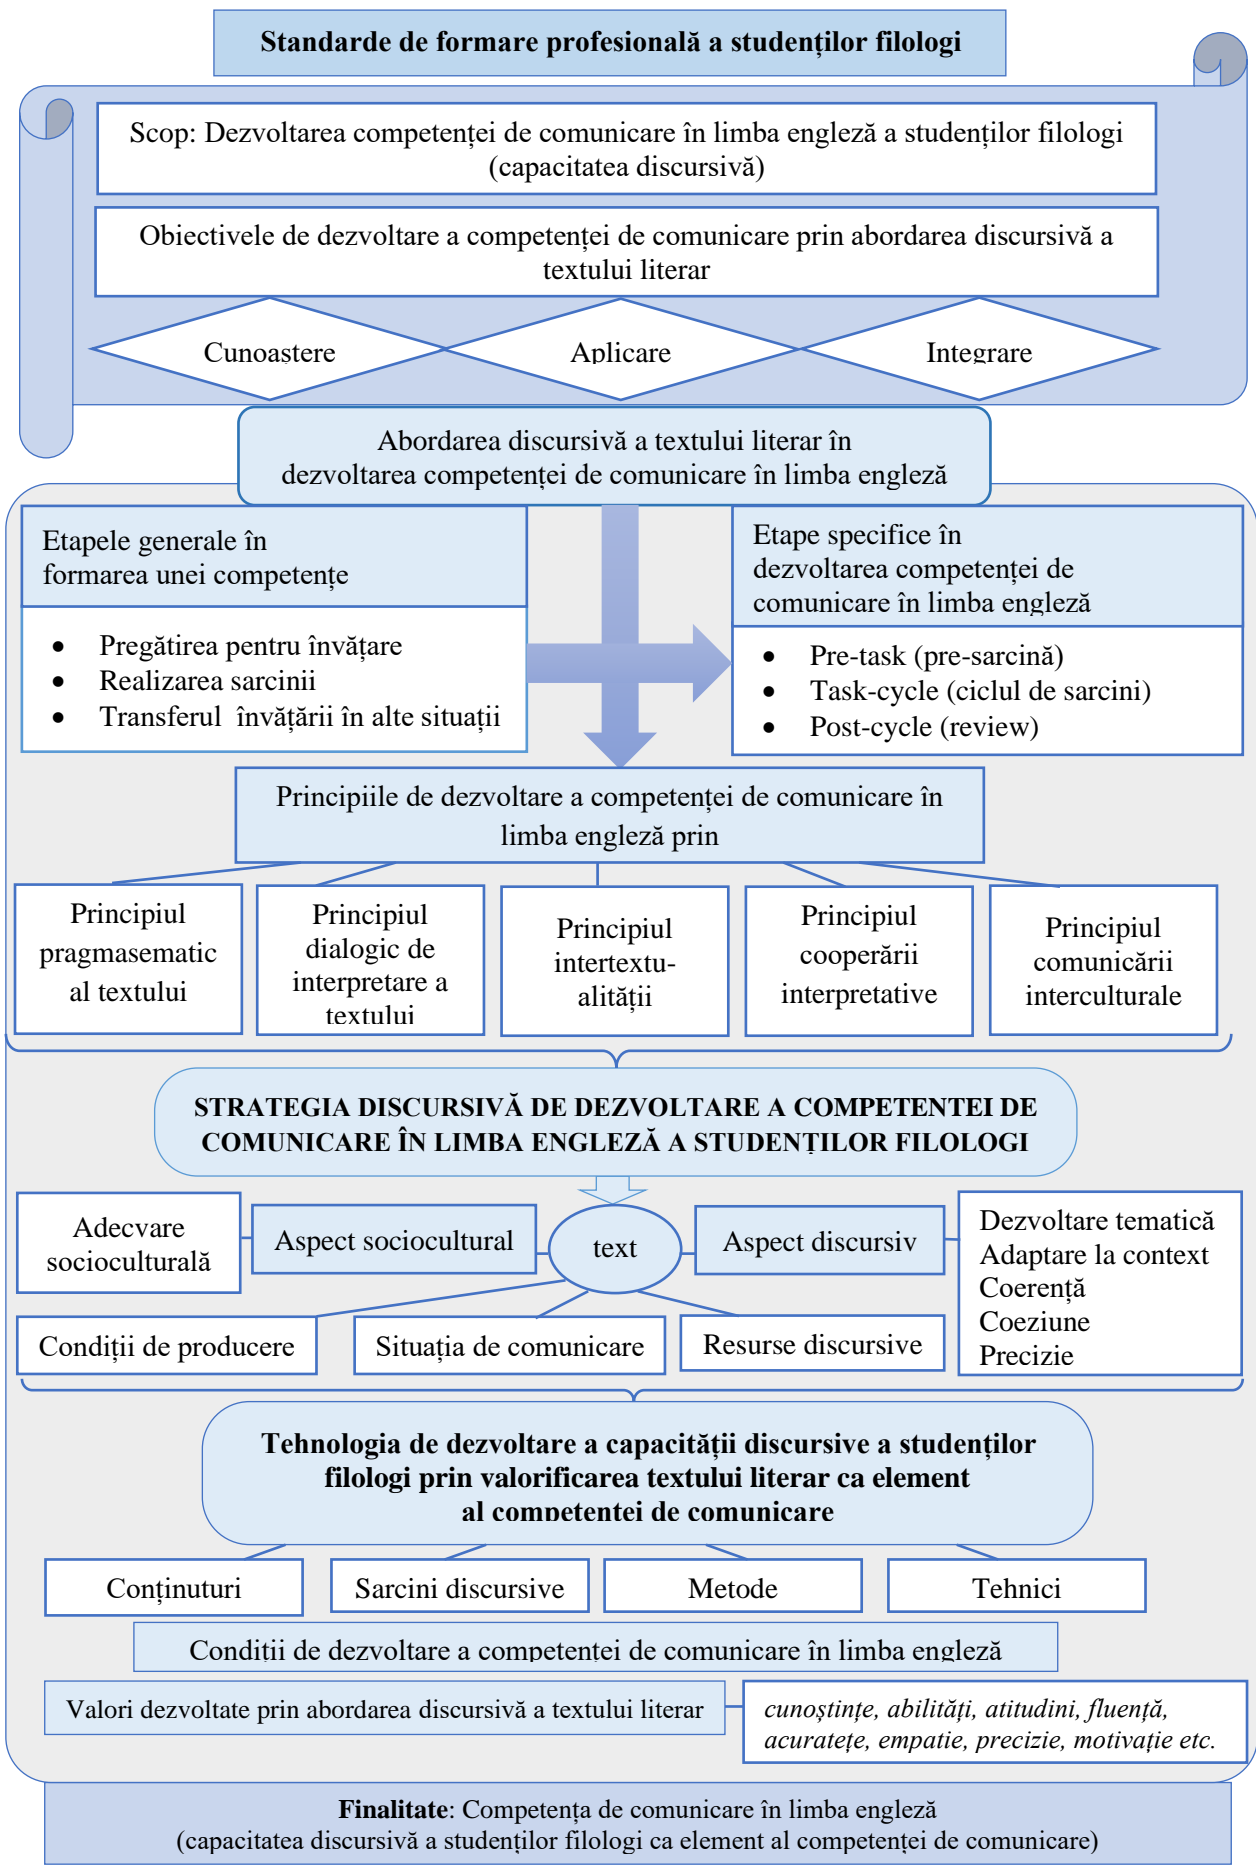 Standarde de formare profesională a studenților filologi
Scop: Dezvoltarea competenței de comunicare în limba engleză a studenților filologi
(capacitatea discursivă)
Obiectivele de dezvoltare a competenței de comunicare prin abordarea discursivă a
textului literar
Cunoaștere
Aplicare
Integrare
Abordarea discursivă a textului literar în
dezvoltarea competenței de comunicare în limba engleză
Etapele generale în
formarea unei competențe
• Pregătirea pentru învățare
• Realizarea sarcinii
• Transferul învățării în alte situații
Etape specifice în
dezvoltarea competenței de
comunicare în limba engleză
• Pre-task (pre-sarcină)
• Task-cycle (ciclul de sarcini)
• Post-cycle (review)
Principiile de dezvoltare a competenței de comunicare în
limba engleză prin
Principiul
pragmasematic
al textului
Principiul
dialogic de
interpretare a
textului
Principiul
intertextu-
alității
Principiul
cooperării
interpretative
Principiul
comunicării
interculturale
STRATEGIA DISCURSIVĂ DE DEZVOLTARE A COMPETENTEI DE
COMUNICARE ÎN LIMBA ENGLEZĂ A STUDENȚILOR FILOLOGI
Adecvare
socioculturală
Aspect sociocultural
text
Aspect discursiv
Dezvoltare tematică
Adaptare la context
Coerență
Coeziune
Precizie
Condiții de producere
Situația de comunicare
Resurse discursive
Tehnologia de dezvoltare a capacității discursive a studenților
filologi prin valorificarea textului literar ca element
al competenței de comunicare
Conținuturi
Sarcini discursive
Metode
Tehnici
Condiții de dezvoltare a competenței de comunicare în limba engleză
Valori dezvoltate prin abordarea discursivă a textului literar
cunoștințe, abilități, atitudini, fluență,
acuratețe, empatie, precizie, motivație etc.
Finalitate: Competența de comunicare în limba engleză
(capacitatea discursivă a studenților filologi ca element al competenței de comunicare)